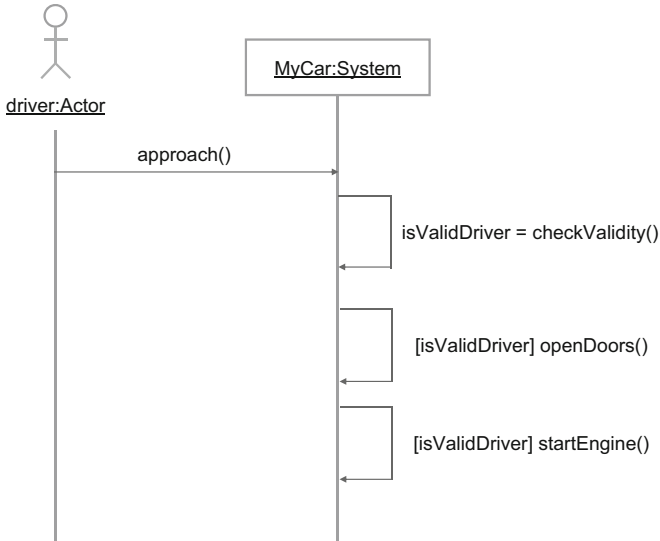 MyCar:System
driver:Actor
approach()
isValidDriver = checkValidity()
[isValidDriver] openDoors()
[isValidDriver] startEngine()